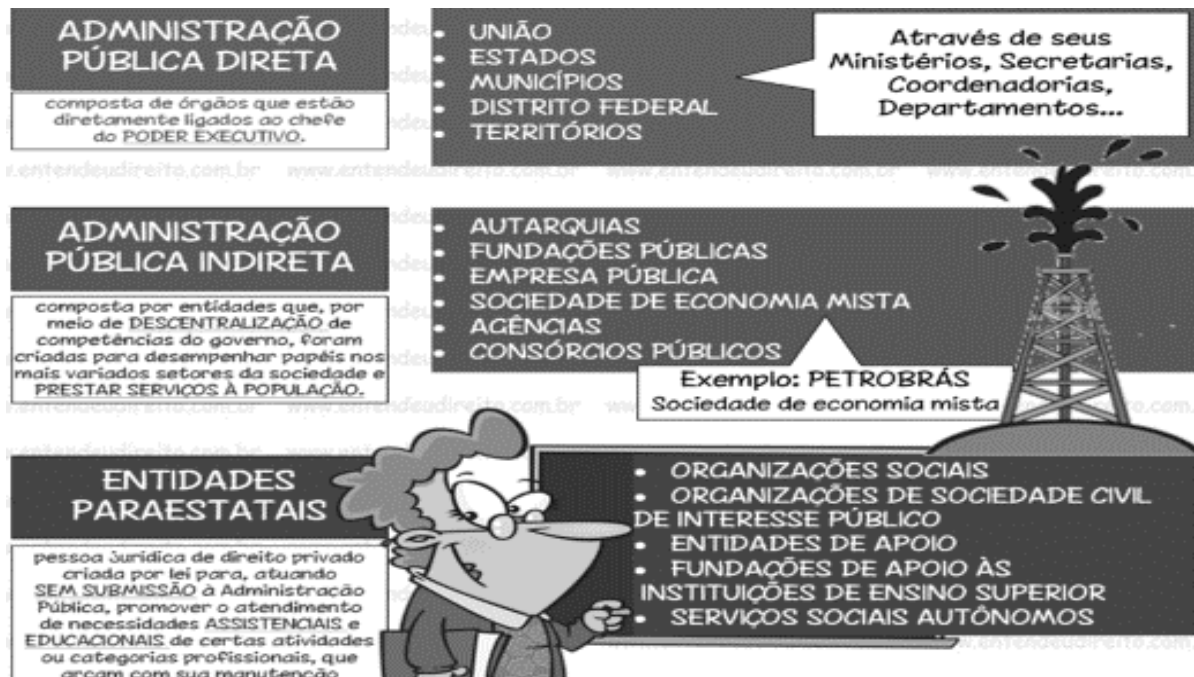 ADMINISTRAÇÃO
PÚBLICA DIRETA
composta de órgãos que estão
diretamente ligados ao chefe
do PODER EXECUTIVO.
• UNIÃO
• ESTADOS
• MUNICÍPIOS
• DISTRITO FEDERAL
• TERRITÓRIOS
Através de seus
Ministérios, Secretarias,
Coordenadorias,
Departamentos...
www.entendeudireito.com.br
ADMINISTRAÇÃO
PÚBLICA INDIRETA
composta por entidades que, por
meio de DESCENTRALIZAÇÃO de
competências do governo, foram
criadas para desempenhar papéis nos
mais variados setores da sociedade e
PRESTAR SERVIÇOS À POPULAÇÃO.
• AUTARQUIAS
• FUNDAÇÕES PÚBLICAS
• EMPRESA PÚBLICA
• SOCIEDADE DE ECONOMIA MISTA
• AGÊNCIAS
• CONSÓRCIOS PÚBLICOS
Exemplo: PETROBRÁS
Sociedade de economia mista
ENTIDADES
PARAESTATAIS
pessoa jurídica de direito privado
criada por lei para, atuando
SEM SUBMISSÃO à Administração
Pública, promover o atendimento
de necessidades ASSISTENCIAIS e
EDUCACIONAIS de certas atividades
ou categorias profissionais, que
arcam com sua manutenção
• ORGANIZAÇÕES SOCIAIS
• ORGANIZAÇÕES DE SOCIEDADE CIVIL
DE INTERESSE PÚBLICO
• ENTIDADES DE APOIO
• FUNDAÇÕES DE APOIO ÀS
INSTITUIÇÕES DE ENSINO SUPERIOR
• SERVIÇOS SOCIAIS AUTÔNOMOS